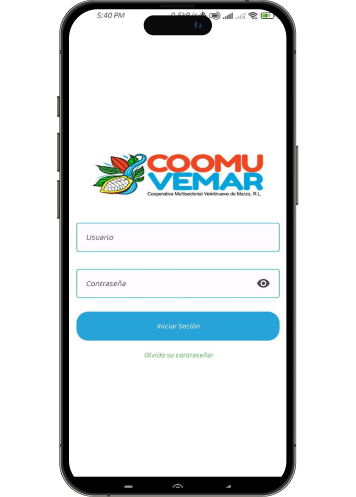 5:40 PM
COOMU
VEMAR
Cooperativa Multisectorial Veintinueve de Marzo, R.L.
Usuario
Contraseña
Iniciar Seción
Olvido su contraseña!